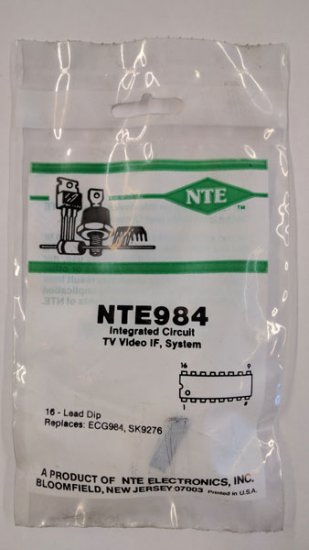 NTE
TM
NTE984
Integrated Circuit
TV Video IF, System
16 9
1 8
16 - Lead Dip
Replaces: ECG984, SK9276
A PRODUCT OF NTE ELECTRONICS, INC.
BLOOMFIELD, NEW JERSEY 07003 Printed in U.S.A.